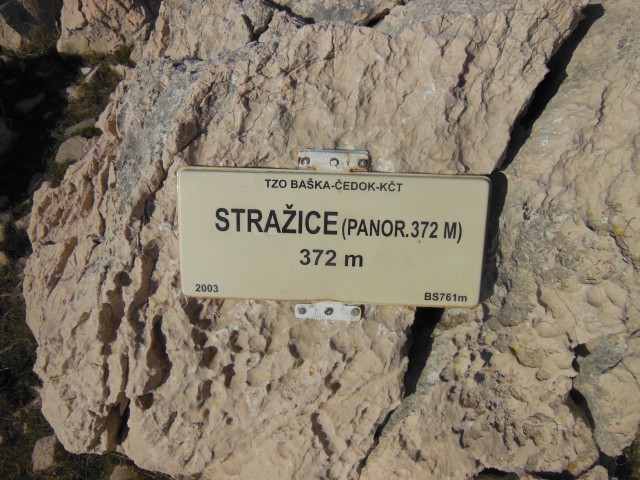 TZO BAŠKA-ČEDOK-KČT
STRAŽICE (PANOR.372 M)
372 m
2003 BS761m